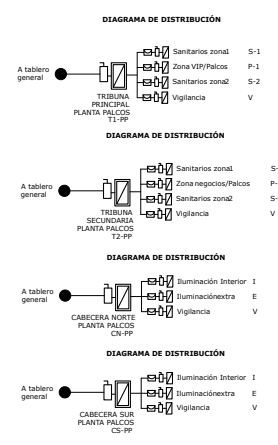 DIAGRAMA DE DISTRIBUCIÓN
Sanitarios zona1 S-1
Zona VIP/Palcos P-1
A tablero
general
Sanitarios zona2 S-2
Vigilancia V
TRIBUNA
PRINCIPAL
PLANTA PALCOS
T1-PP
DIAGRAMA DE DISTRIBUCIÓN
Sanitarios zona1 S-
Zona negocios/Palcos P-
A tablero
general
Sanitarios zona2 S-
Vigilancia V
TRIBUNA
SECUNDARIA
PLANTA PALCOS
T2-PP
DIAGRAMA DE DISTRIBUCIÓN
Iluminación Interior I
A tablero
general
Iluminaciónextra E
Vigilancia V
CABECERA NORTE
PLANTA PALCOS
CN-PP
DIAGRAMA DE DISTRIBUCIÓN
Iluminación Interior I
A tablero
general
Iluminaciónextra E
Vigilancia V
CABECERA SUR
PLANTA PALCOS
CS-PP